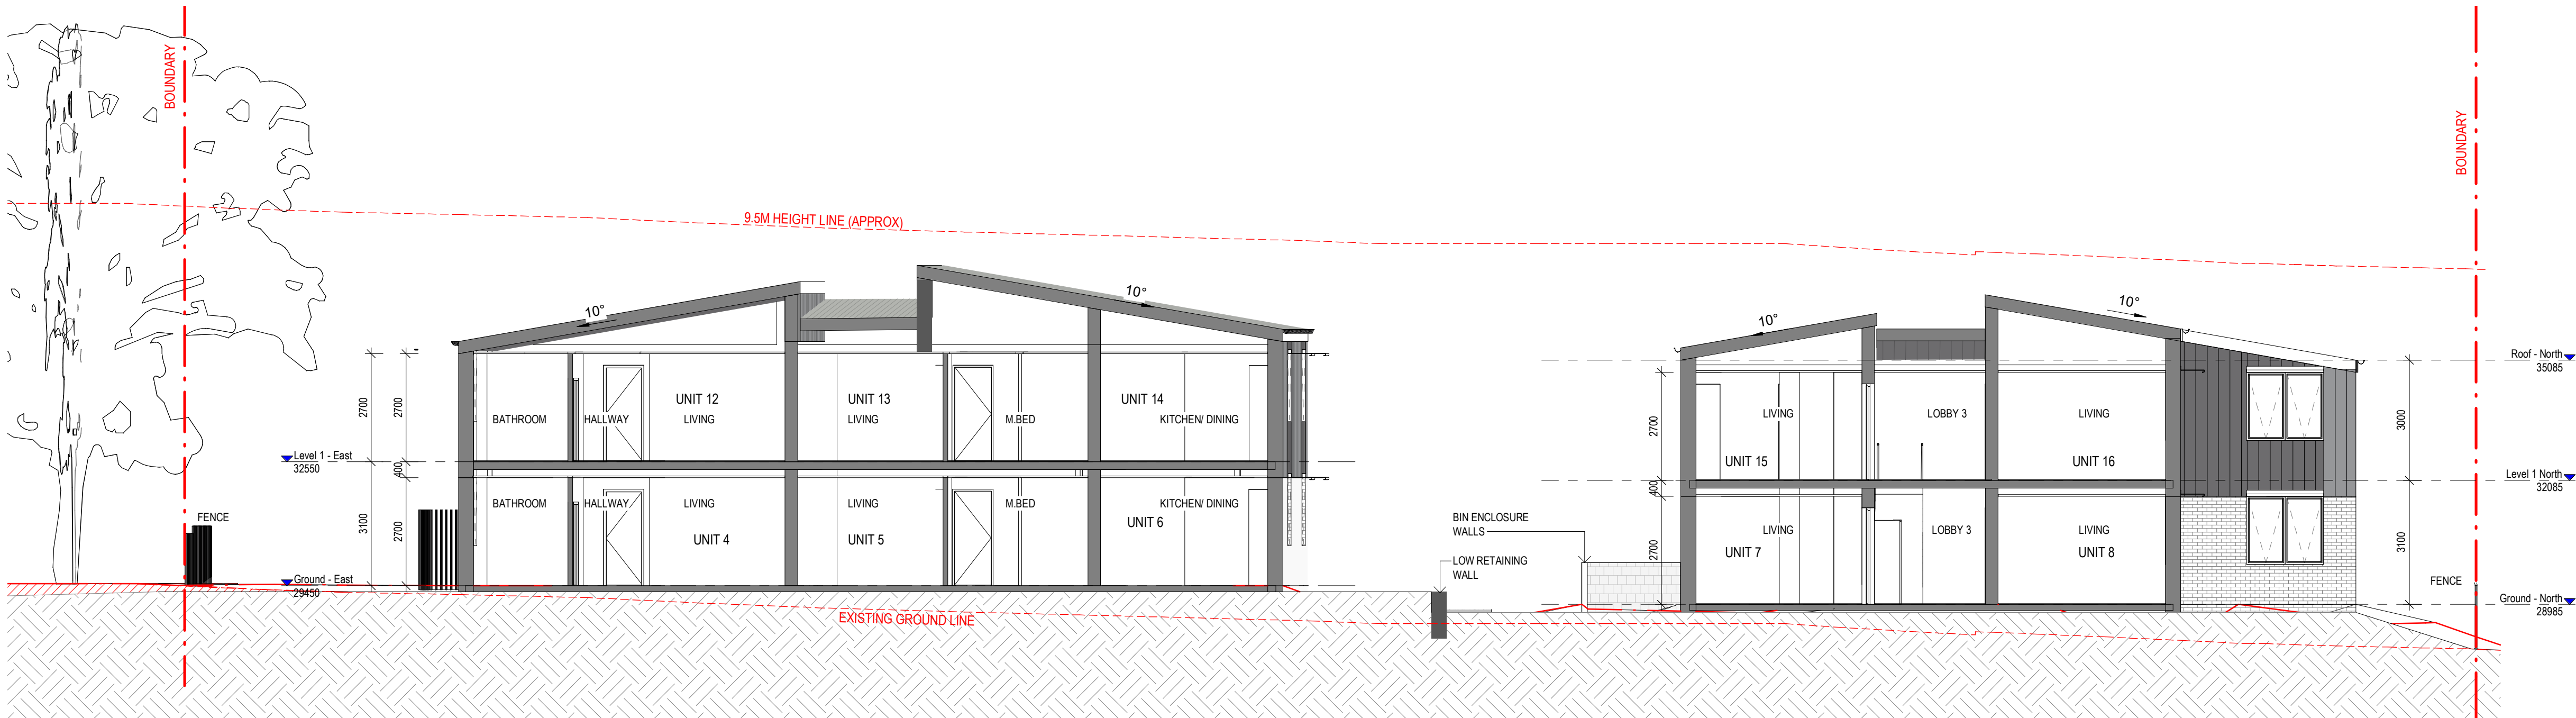 BOUNDARY
BOUNDARY
9.5M HEIGHT LINE (APPROX)
10°
10°
10°
10°
Roof - North
35085
2700
2700
UNIT 12
UNIT 13
UNIT 14
BATHROOM
HALLWAY
LIVING
LIVING
M.BED
KITCHEN/ DINING
2700
LIVING
LOBBY 3
LIVING
3000
UNIT 15
UNIT 16
Level 1 - East
32550
400
Level 1 North
32085
400
BATHROOM
HALLWAY
LIVING
LIVING
M.BED
KITCHEN/ DINING
FENCE
3100
2700
UNIT 4
UNIT 5
UNIT 6
BIN ENCLOSURE
WALLS
LOW RETAINING
WALL
LIVING
LOBBY 3
LIVING
2700
UNIT 7
UNIT 8
3100
FENCE
Ground - East
29450
Ground - North
28985
EXISTING GROUND LINE